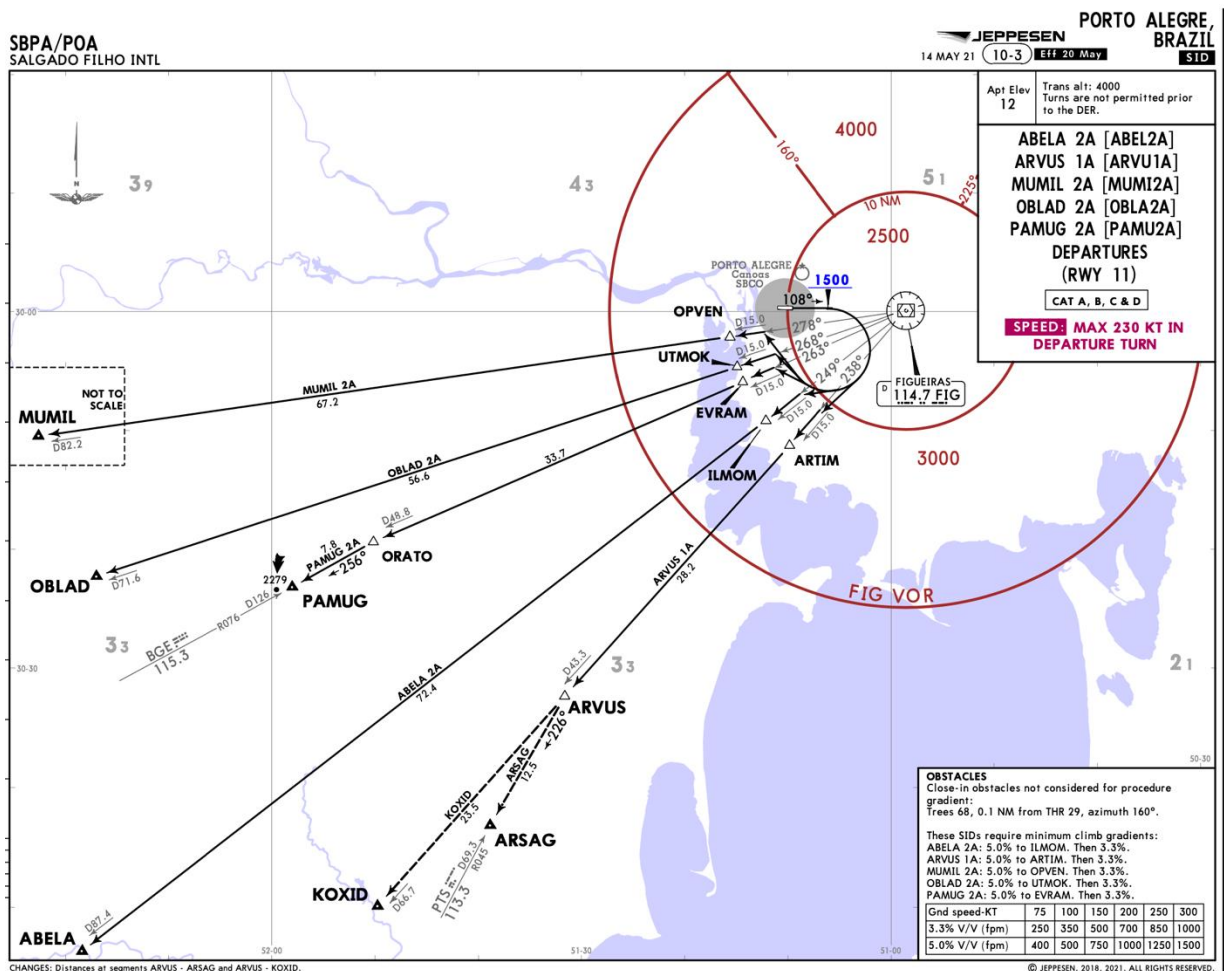 SBPA/POA
SALGADO FILHO INTL
JEPPESEN
14 MAY 21 10-3 Eff 20 May
PORTO ALEGRE,
BRAZIL
SID
Apt Elev
12
Trans alt: 4000
Turns are not permitted prior
to the DER.
ABELA 2A [ABEL2A]
ARVUS 1A [ARVU1A]
MUMIL 2A [MUMI2A]
OBLAD 2A [OBLA2A]
PAMUG 2A [PAMU2A]
DEPARTURES
(RWY 11)
CAT A, B, C & D
SPEED: MAX 230 KT IN
DEPARTURE TURN
N
39
43
51
4000
160°
225°
10 NM
2500
PORTO ALEGRE
Canoas
SBCO
1500
108°
30-00
OPVEN
D15.0
278°
UTMOK
D15.0
268°
263°
EVRAM
D15.0
249°
238°
ILMOM
D15.0
ARTIM
D15.0
D
FIGUEIRAS
114.7 FIG
3000
FIG VOR
NOT TO
SCALE
MUMIL
D82.2
MUMIL 2A
67.2
OBLAD 2A
56.6
33.7
D48.8
ORATO
7.8
PAMUG 2A
256°
2279
PAMUG
D126
R076
BGE
115.3
OBLAD
D71.6
33
33
21
30-30
ARVUS 1A
28.2
ABELA 2A
72.4
D43.3
ARVUS
226°
ARSAG
12.5
KOXID
23.5
ARSAG
D69.3
R045
PTS
113.3
KOXID
D66.7
D87.4
ABELA
52-00
51-30
51-00
50-30
OBSTACLES
Close-in obstacles not considered for procedure
gradient:
Trees 68, 0.1 NM from THR 29, azimuth 160°.
These SIDs require minimum climb gradients:
ABELA 2A: 5.0% to ILMOM. Then 3.3%.
ARVUS 1A: 5.0% to ARTIM. Then 3.3%.
MUMIL 2A: 5.0% to OPVEN. Then 3.3%.
OBLAD 2A: 5.0% to UTMOK. Then 3.3%.
PAMUG 2A: 5.0% to EVRAM. Then 3.3%.
Gnd speed-KT 75 100 150 200 250 300
3.3% V/V (fpm) 250 350 500 700 850 1000
5.0% V/V (fpm) 400 500 750 1000 1250 1500
CHANGES: Distances at segments ARVUS - ARSAG and ARVUS - KOXID.
© JEPPESEN, 2018, 2021. ALL RIGHTS RESERVED.